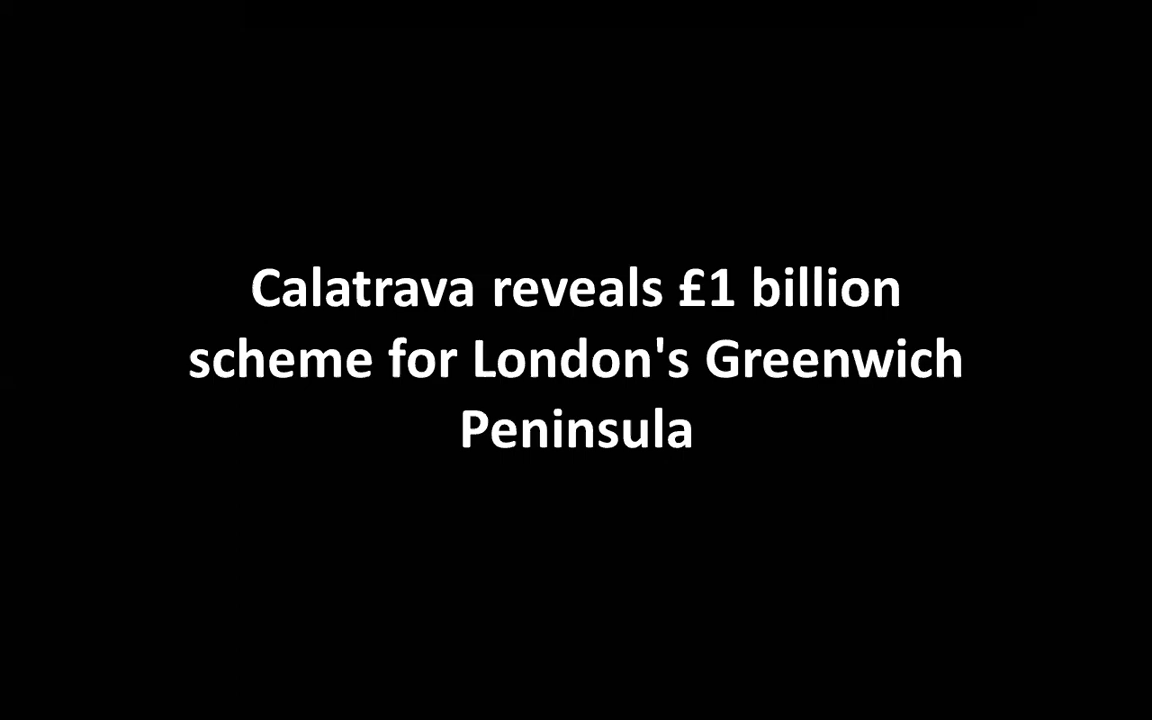 Calatrava reveals £1 billion
scheme for London's Greenwich
Peninsula